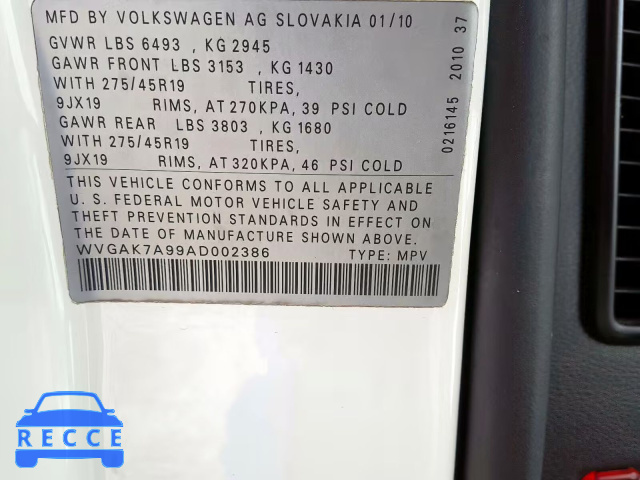 MFD BY VOLKSWAGEN AG SLOVAKIA 01/10
GVWR LBS 6493 , KG 2945
GAWR FRONT LBS 3153 , KG 1430
WITH 275/45R19 TIRES,
9JX19 RIMS, AT 270KPA, 39 PSI COLD
GAWR REAR LBS 3803 , KG 1680
WITH 275/45R19 TIRES,
9JX19 RIMS, AT 320KPA, 46 PSI COLD
THIS VEHICLE CONFORMS TO ALL APPLICABLE
U. S. FEDERAL MOTOR VEHICLE SAFETY AND
THEFT PREVENTION STANDARDS IN EFFECT ON
THE DATE OF MANUFACTURE SHOWN ABOVE.
WVGAK7A99AD002386 TYPE: MPV
0216145 2010 37
RECCE